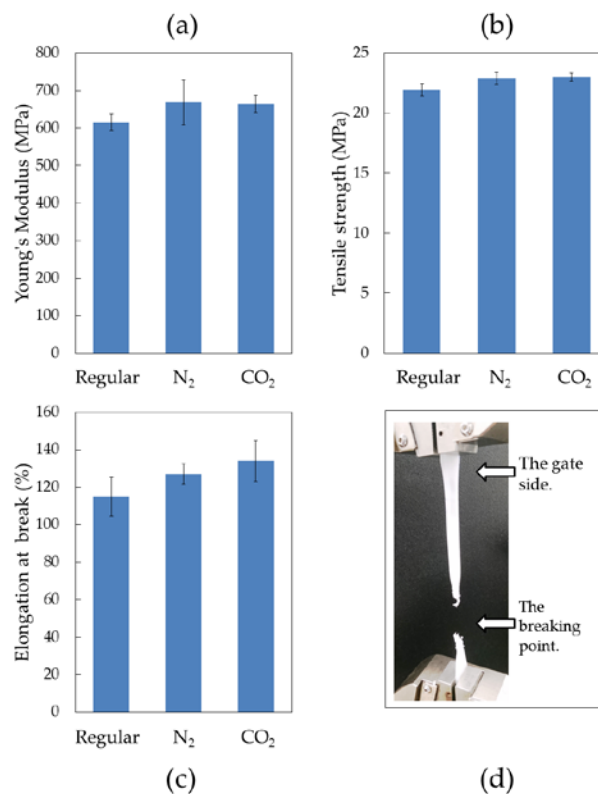 (a)
(b)
Young's Modulus (MPa)
800
700
600
500
400
300
200
100
0
Regular
N₂
CO₂
Tensile strength (MPa)
25
20
15
10
5
0
Regular
N₂
CO₂
Elongation at break (%)
160
140
120
100
80
60
40
20
0
Regular
N₂
CO₂
The gate
side.
The
breaking
point.
(c)
(d)